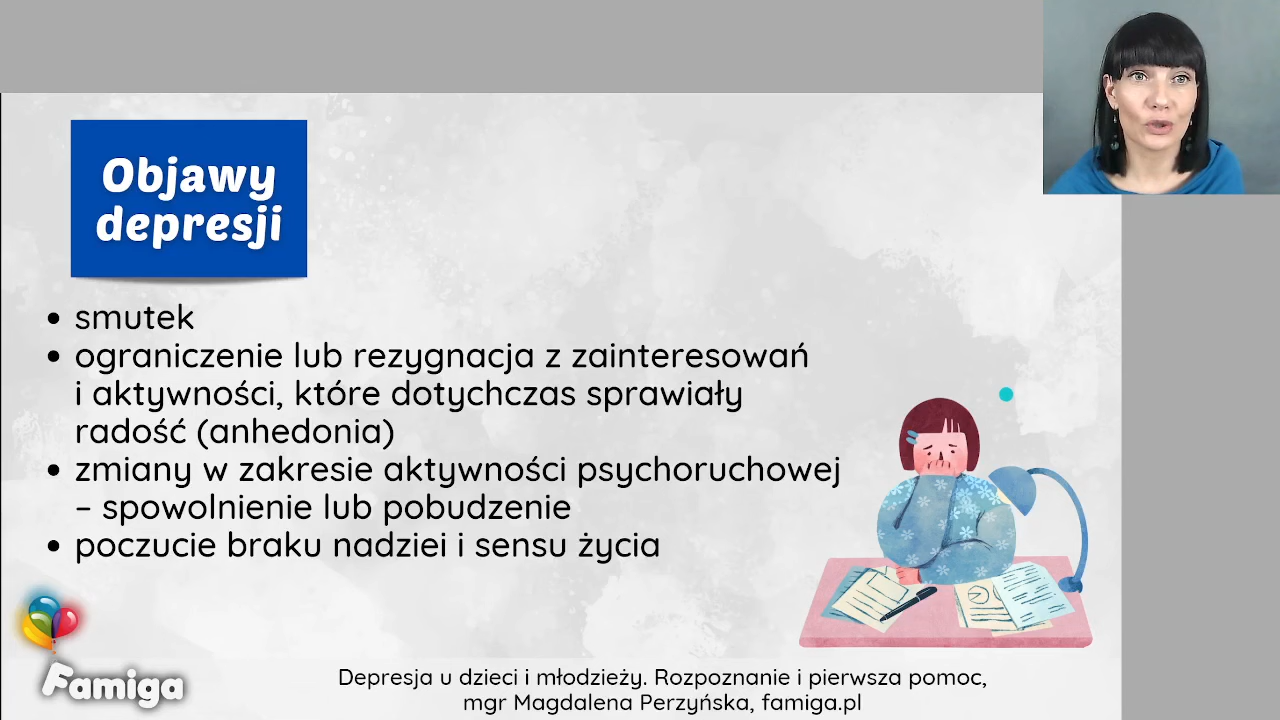 Objawy
depresji
• smutek
• ograniczenie lub rezygnacja z zainteresowań
i aktywności, które dotychczas sprawiały
radość (anhedonia)
• zmiany w zakresie aktywności psychoruchowej
– spowolnienie lub pobudzenie
• poczucie braku nadziei i sensu życia
Famiga
Depresja u dzieci i młodzieży. Rozpoznanie i pierwsza pomoc,
mgr Magdalena Perzyńska, famiga.pl